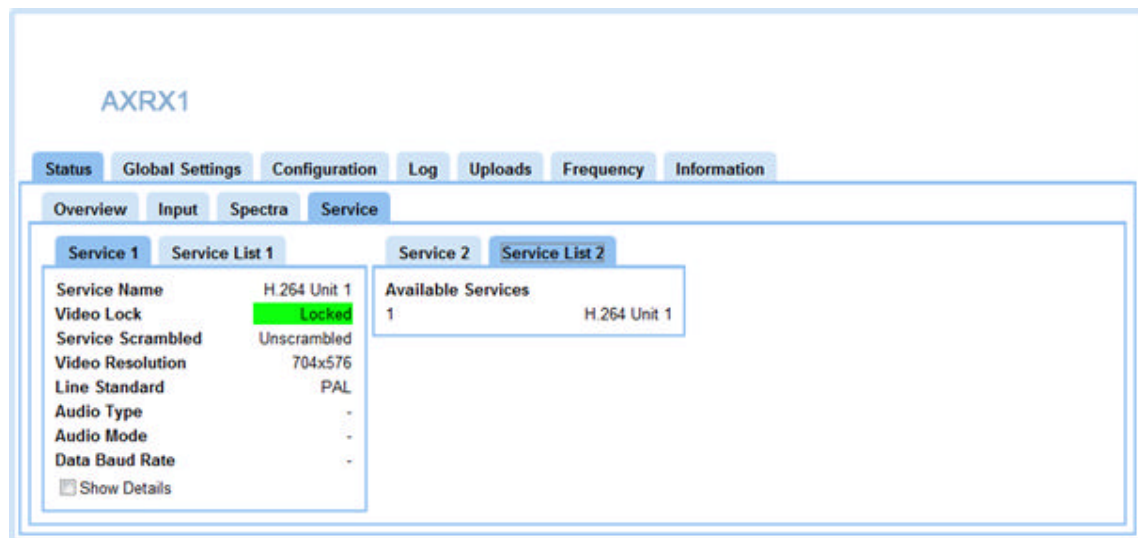 AXRX1
Status Global Settings Configuration Log Uploads Frequency Information
Overview Input Spectra Service
Service 1 Service List 1
Service Name H.264 Unit 1
Video Lock Locked
Service Scrambled Unscrambled
Video Resolution 704x576
Line Standard PAL
Audio Type -
Audio Mode -
Data Baud Rate -
Show Details
Service 2 Service List 2
Available Services
1 H.264 Unit 1